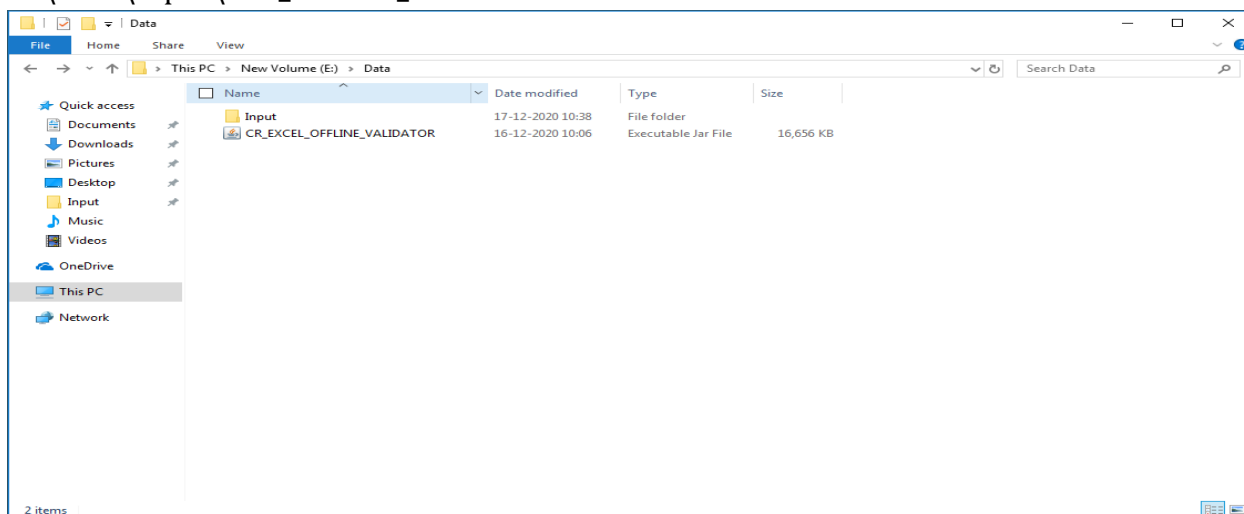 Data
File Home Share View
This PC > New Volume (E:) > Data
Search Data
Name Date modified Type Size
Quick access
Documents
Downloads
Pictures
Desktop
Input
Music
Videos
OneDrive
This PC
Network
Input 17-12-2020 10:38 File folder
CR_EXCEL_OFFLINE_VALIDATOR 16-12-2020 10:06 Executable Jar File 16,656 KB
2 items